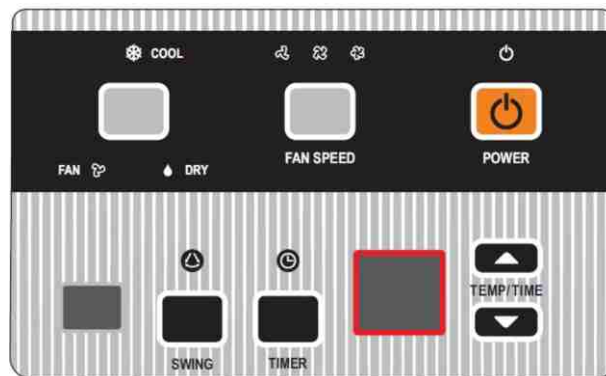 COOL
FAN DRY
FAN SPEED
POWER
TEMP/TIME
SWING
TIMER